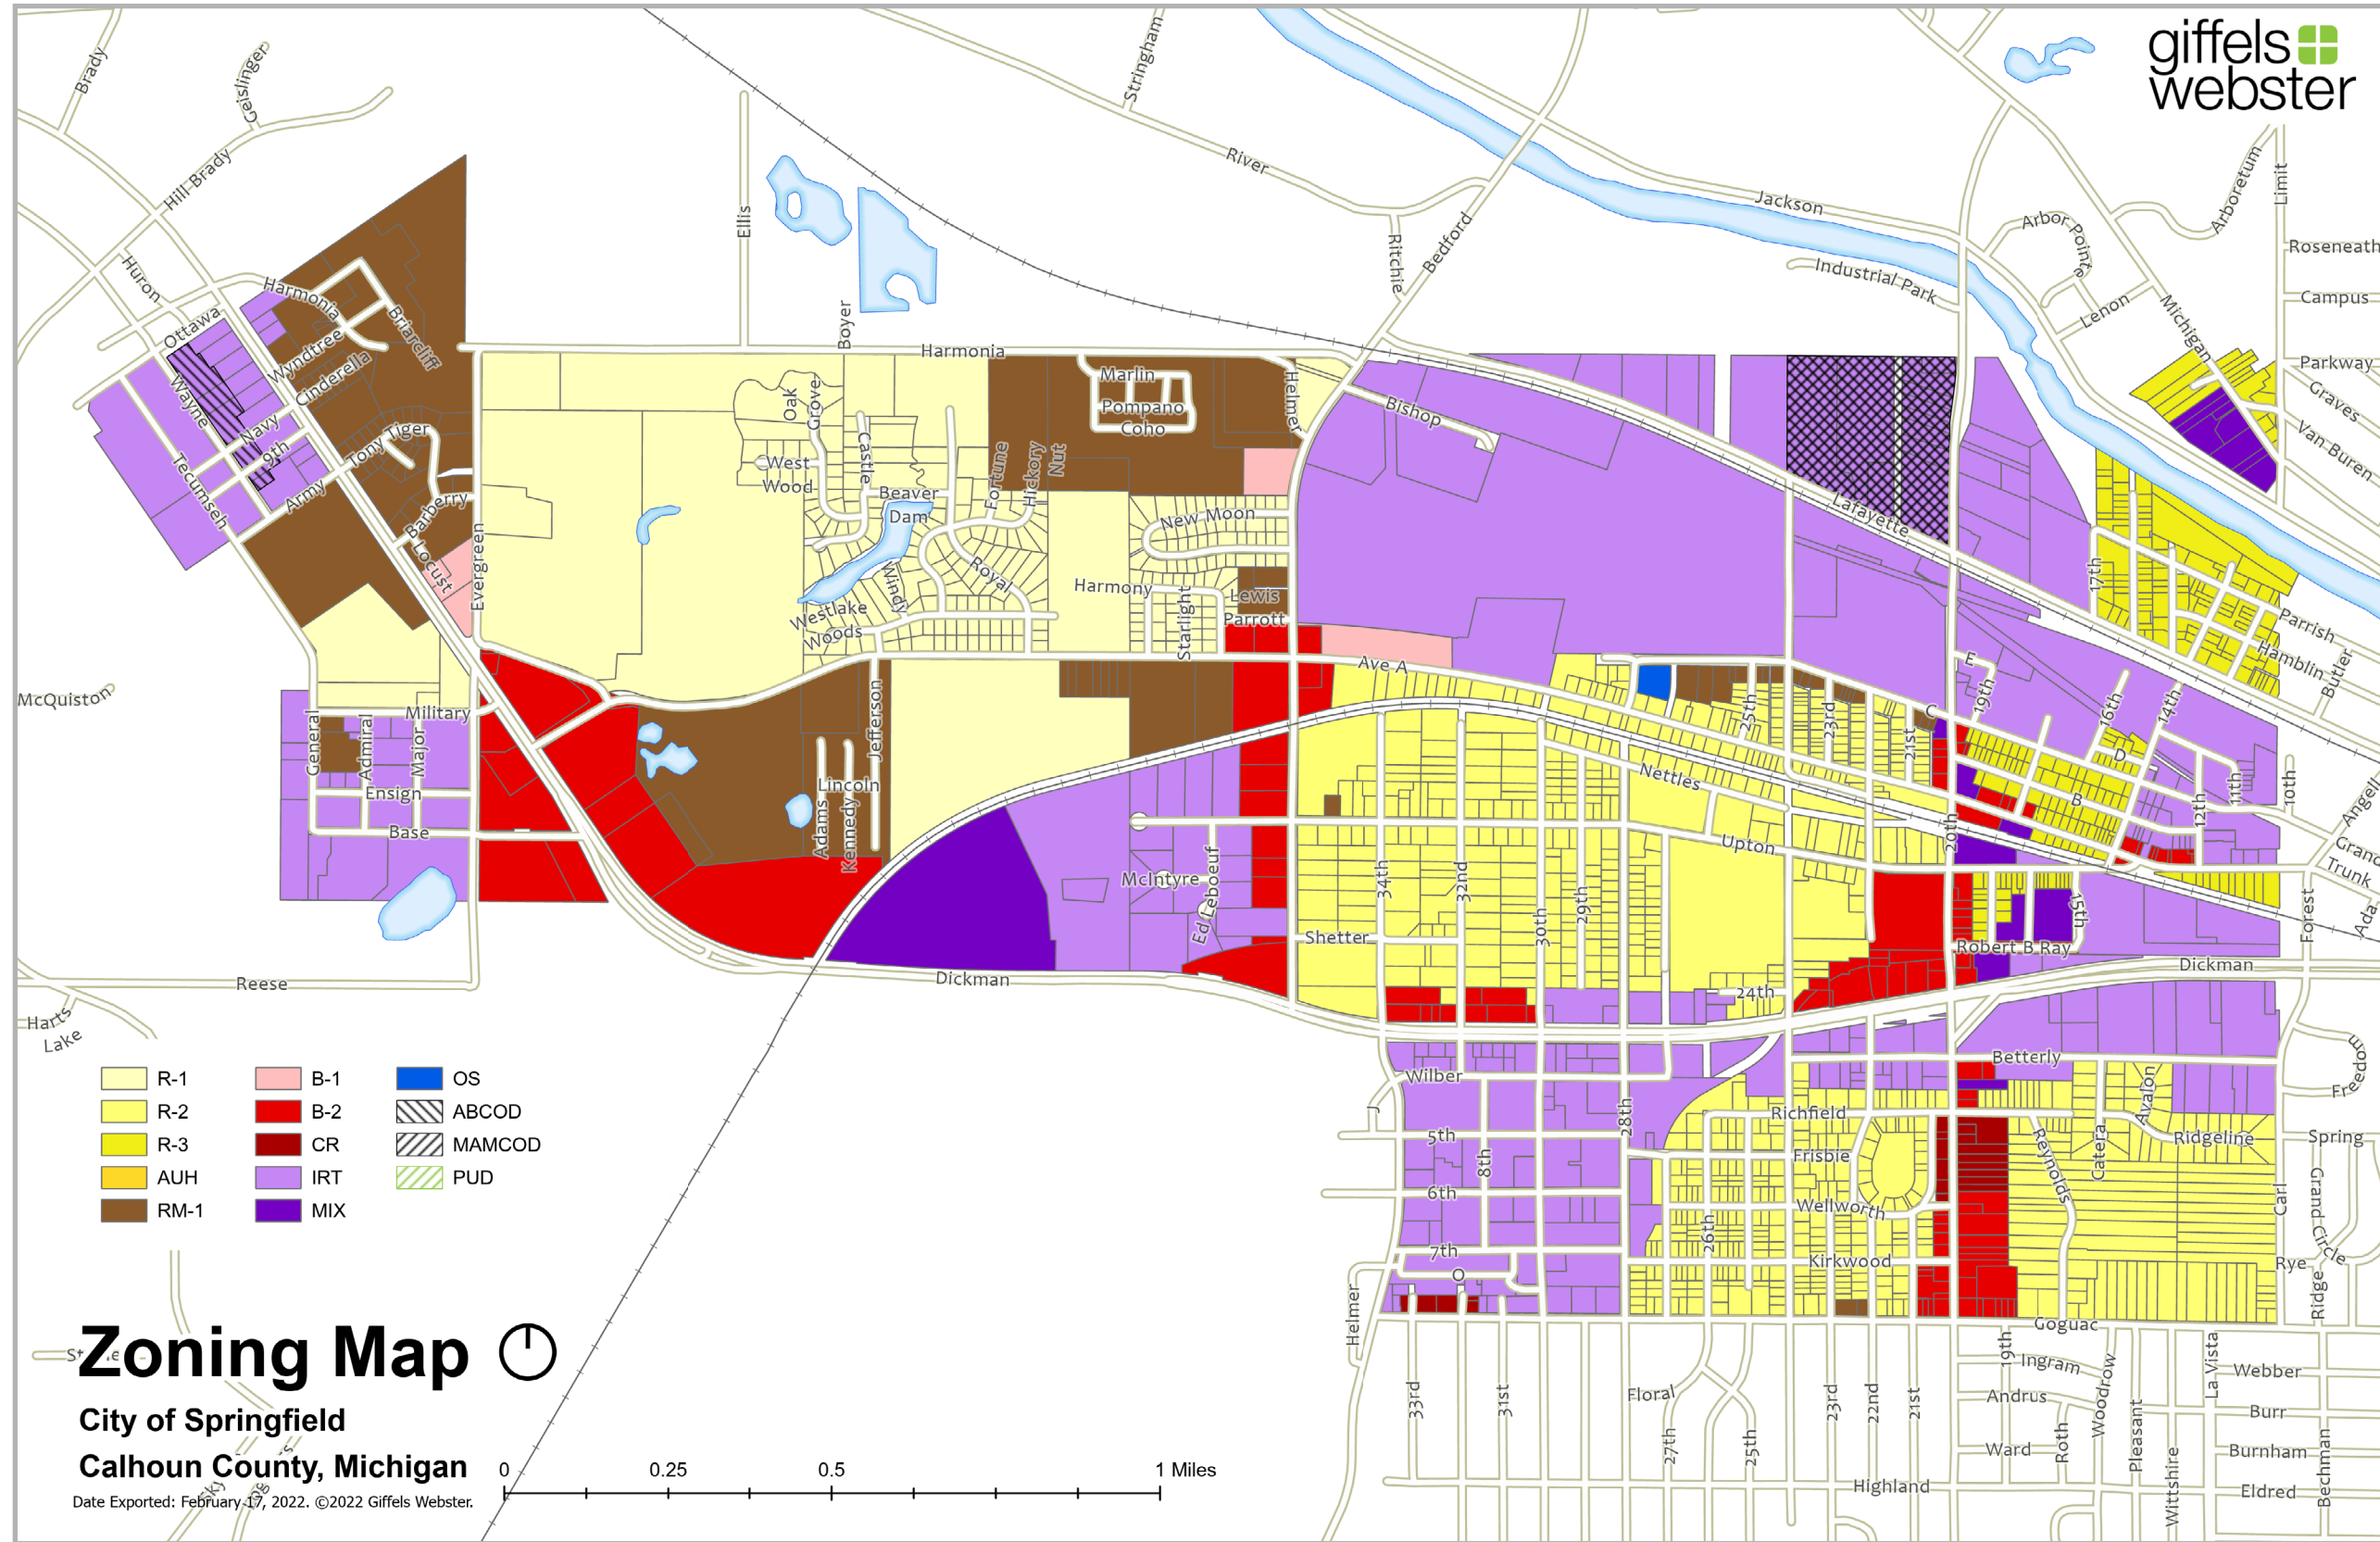 giffels
webster
Brady
Geislinger
Hill Brady
Stringham
River
Ellis
Boyer
Ritchie
Bedford
Jackson
Industrial Park
Arbor Pointe
Arboretum
Limit
Roseneath
Campus
Lenon
Michigan
Parkway
Graves
Van Buren
Huron
Harmonia
Ottawa
Wyndtree
Briarcliff
Cinderella
Wayne
Navy
9th
Tony Tiger
Tecumseh
Army
Barberry
Locust
Evergreen
Harmonia
Oak
Grove
Castle
West
Wood
Beaver
Dam
Fortune
Hickory
Nut
Marlin
Pompano
Coho
Helmer
Bishop
New Moon
Royal
Windy
Westlake
Woods
Harmony
Starlight
Lewis
Parrott
Lafayette
17th
Parrish
Hamblin
Butler
Ave A
E
19th
C
16th
14th
D
B
25th
23rd
21st
20th
11th
12th
10th
Angell
Grand
Trunk
Ada
Forest
McQuiston
Military
General
Admiral
Major
Ensign
Base
Jefferson
Lincoln
Adams
Kennedy
McIntyre
Ed Leboeuf
34th
32nd
30th
29th
Nettles
Upton
Shetter
24th
15th
Robert B Ray
Dickman
Dickman
Reese
Harts
Lake
Betterly
Freedom
Wilber
J
5th
8th
28th
6th
7th
O
Richfield
Frisbie
Wellworth
26th
Kirkwood
Reynolds
Catera
Avalon
Ridgeline
Spring
Carl
Grand Circle
Rye
Ridge
Helmer
Goguac
33rd
31st
Floral
27th
25th
23rd
22nd
21st
19th
Ingram
Andrus
Ward
Roth
Woodrow
Pleasant
Wittshire
La Vista
Webber
Burr
Burnham
Eldred
Bechman
Highland
R-1
R-2
R-3
AUH
RM-1
B-1
B-2
CR
IRT
MIX
OS
ABCOD
MAMCOD
PUD
Zoning Map
City of Springfield
Calhoun County, Michigan
Date Exported: February 17, 2022. ©2022 Giffels Webster.
0 0.25 0.5 1 Miles